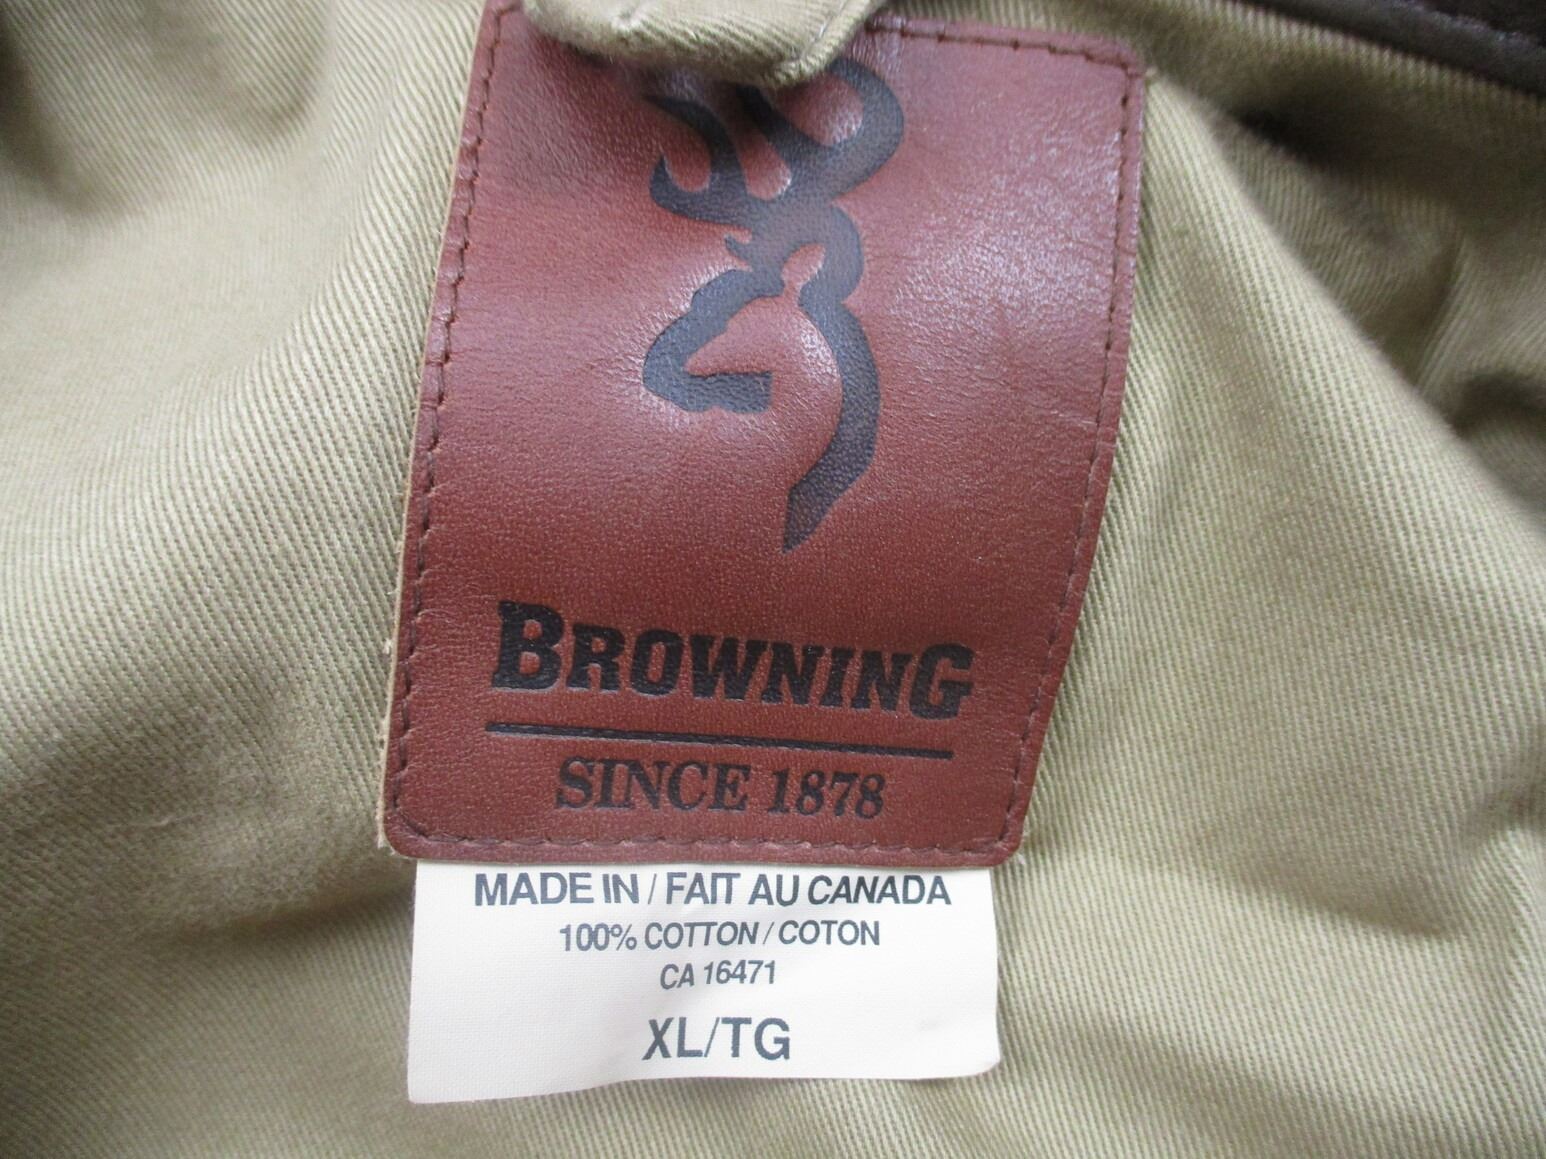 BROWNING
SINCE 1878
MADE IN / FAIT AU CANADA
100% COTTON / COTON
CA 16471
XL/TG